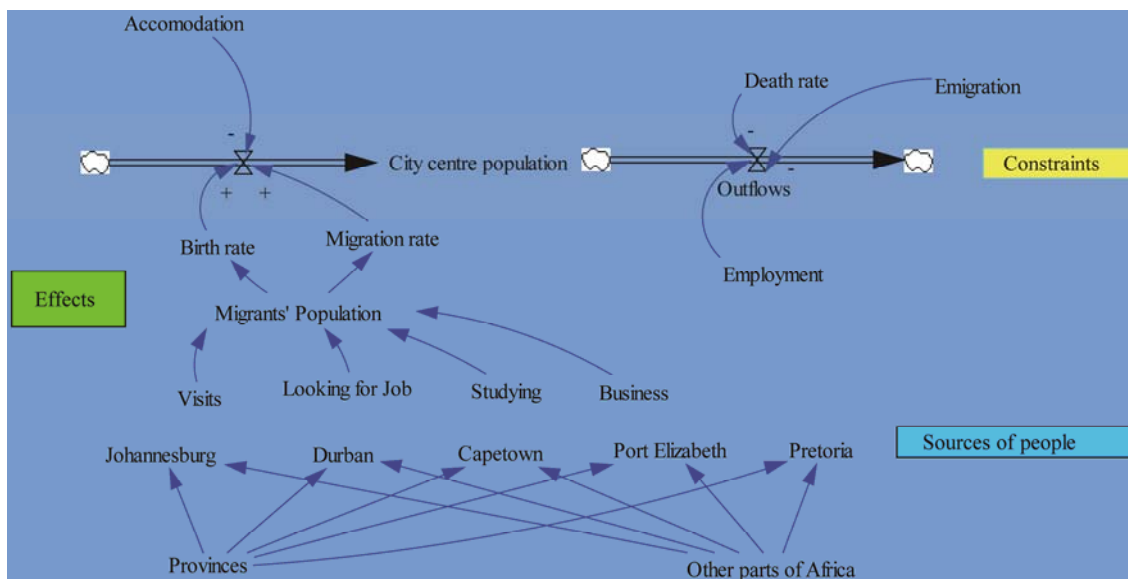 Accomodation
Death rate
Emigration
-
-
City centre population
Constraints
-
+ +
Outflows
Birth rate
Migration rate
Employment
Effects
Migrants' Population
Visits
Looking for Job
Studying
Business
Sources of people
Johannesburg
Durban
Capetown
Port Elizabeth
Pretoria
Provinces
Other parts of Africa